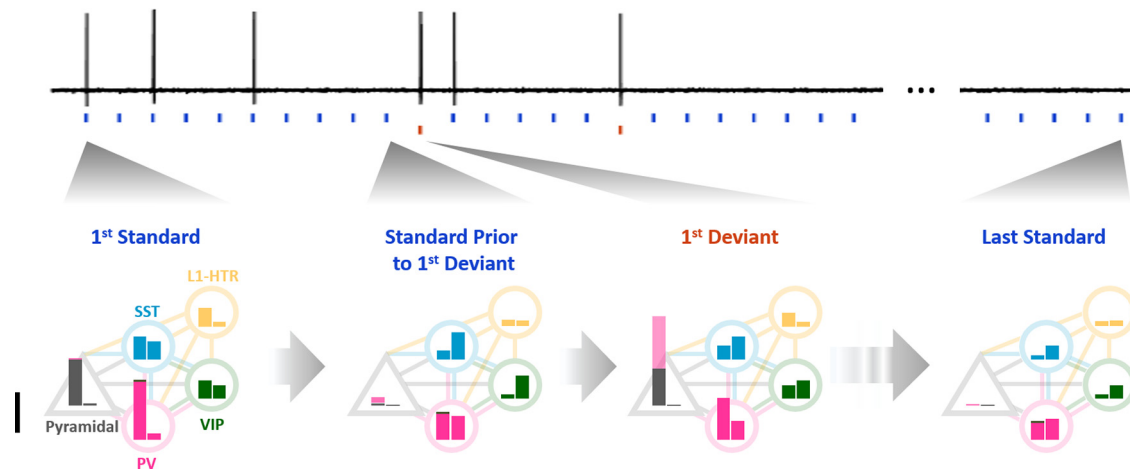 ...
1st Standard
Standard Prior
to 1st Deviant
1st Deviant
Last Standard
L1-HTR
SST
Pyramidal
VIP
PV